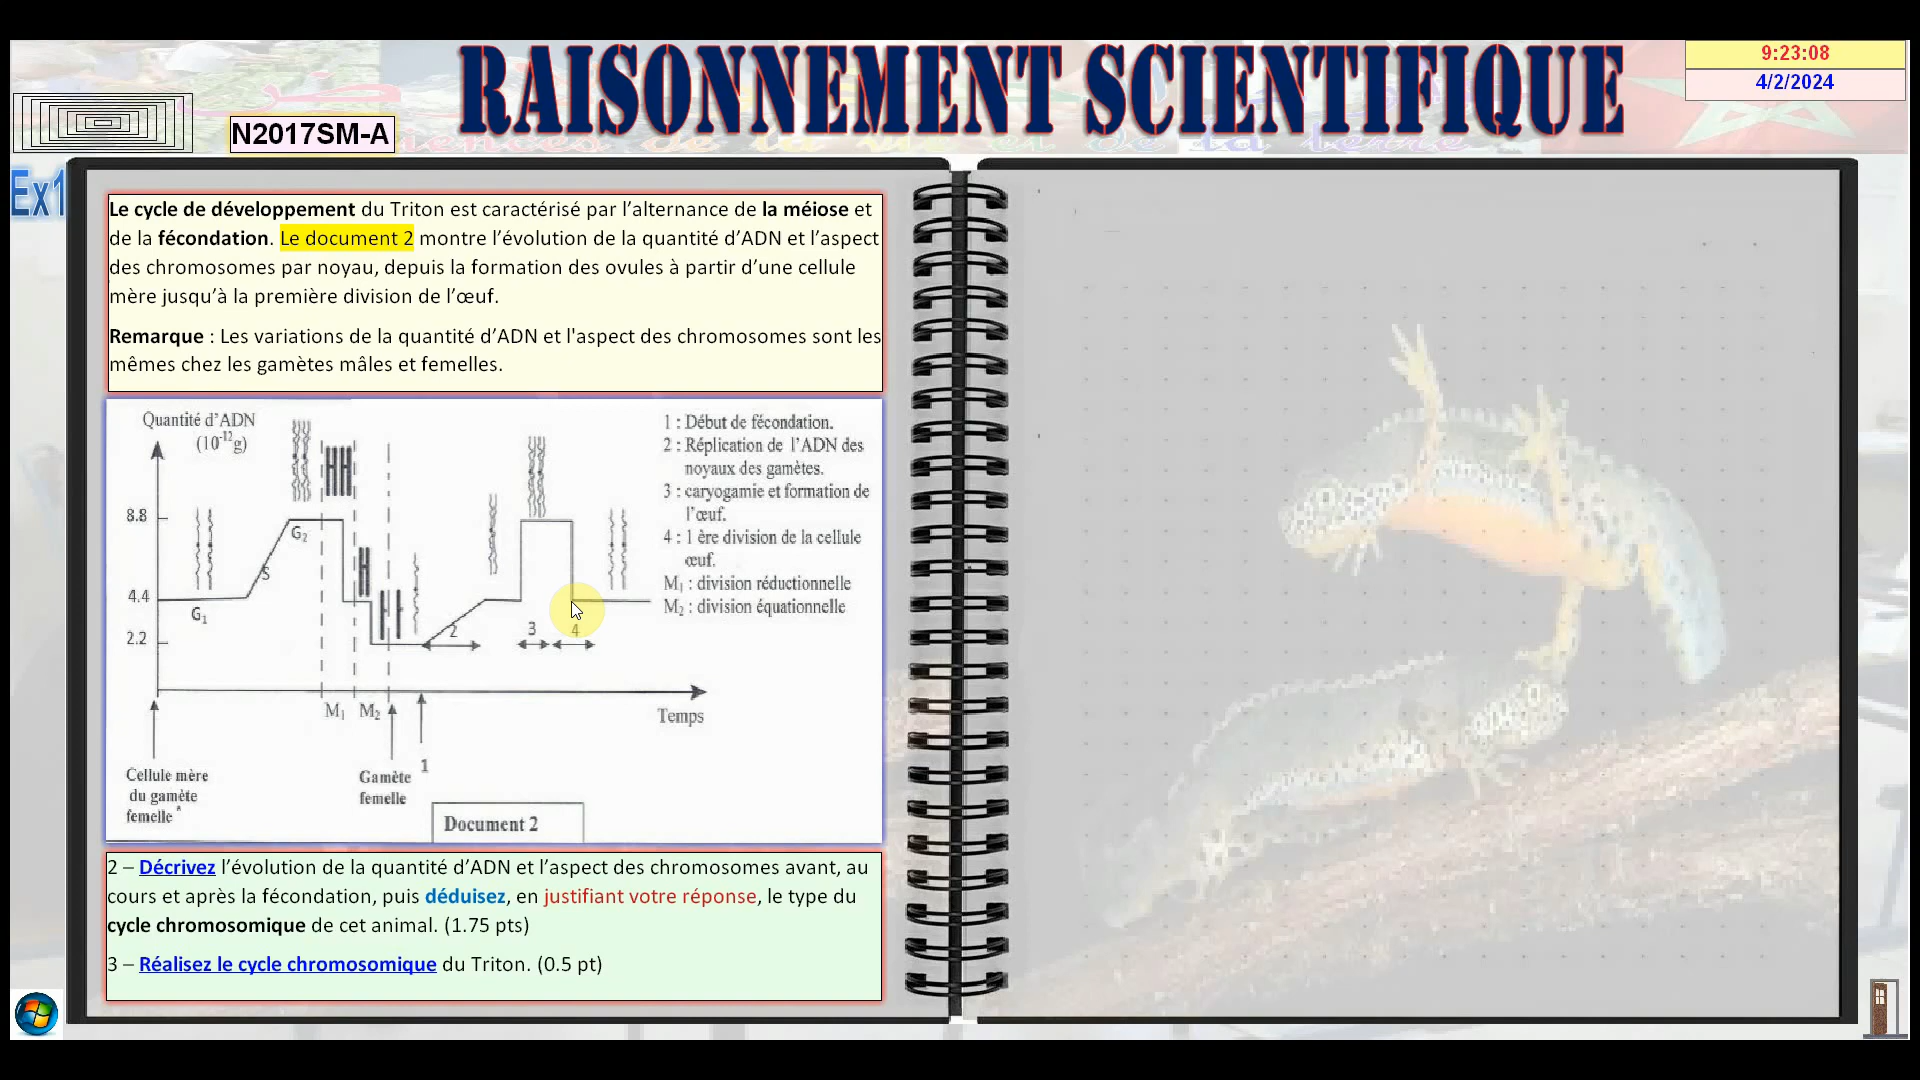 RAISONNEMENT SCIENTIFIQUE
9:23:08
4/2/2024
N2017SM-A
Ex1
Le cycle de développement du Triton est caractérisé par l’alternance de la méiose et
de la fécondation. Le document 2 montre l’évolution de la quantité d’ADN et l’aspect
des chromosomes par noyau, depuis la formation des ovules à partir d’une cellule
mère jusqu’à la première division de l’œuf.
Remarque : Les variations de la quantité d’ADN et l'aspect des chromosomes sont les
mêmes chez les gamètes mâles et femelles.
Quantité d’ADN
(10⁻¹²g)
8.8
4.4
2.2
G₁
S
G₂
2
3
4
M₁
M₂
Temps
1
Cellule mère
du gamète
femelle
Gamète
femelle
Document 2
1 : Début de fécondation.
2 : Réplication de l’ADN des
noyaux des gamètes.
3 : caryogamie et formation de
l’œuf.
4 : 1 ère division de la cellule
œuf.
M₁ : division réductionnelle
M₂ : division équationnelle
2 – Décrivez l’évolution de la quantité d’ADN et l’aspect des chromosomes avant, au
cours et après la fécondation, puis déduisez, en justifiant votre réponse, le type du
cycle chromosomique de cet animal. (1.75 pts)
3 – Réalisez le cycle chromosomique du Triton. (0.5 pt)